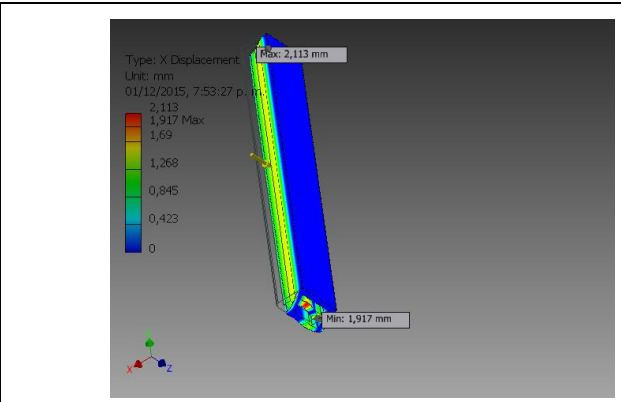 Type: X Displacement
Unit: mm
01/12/2015, 7:53:27 p. m.
Max: 2,113 mm
2,113
1,917 Max
1,69
1,268
0,845
0,423
0
Min: 1,917 mm
X
Z